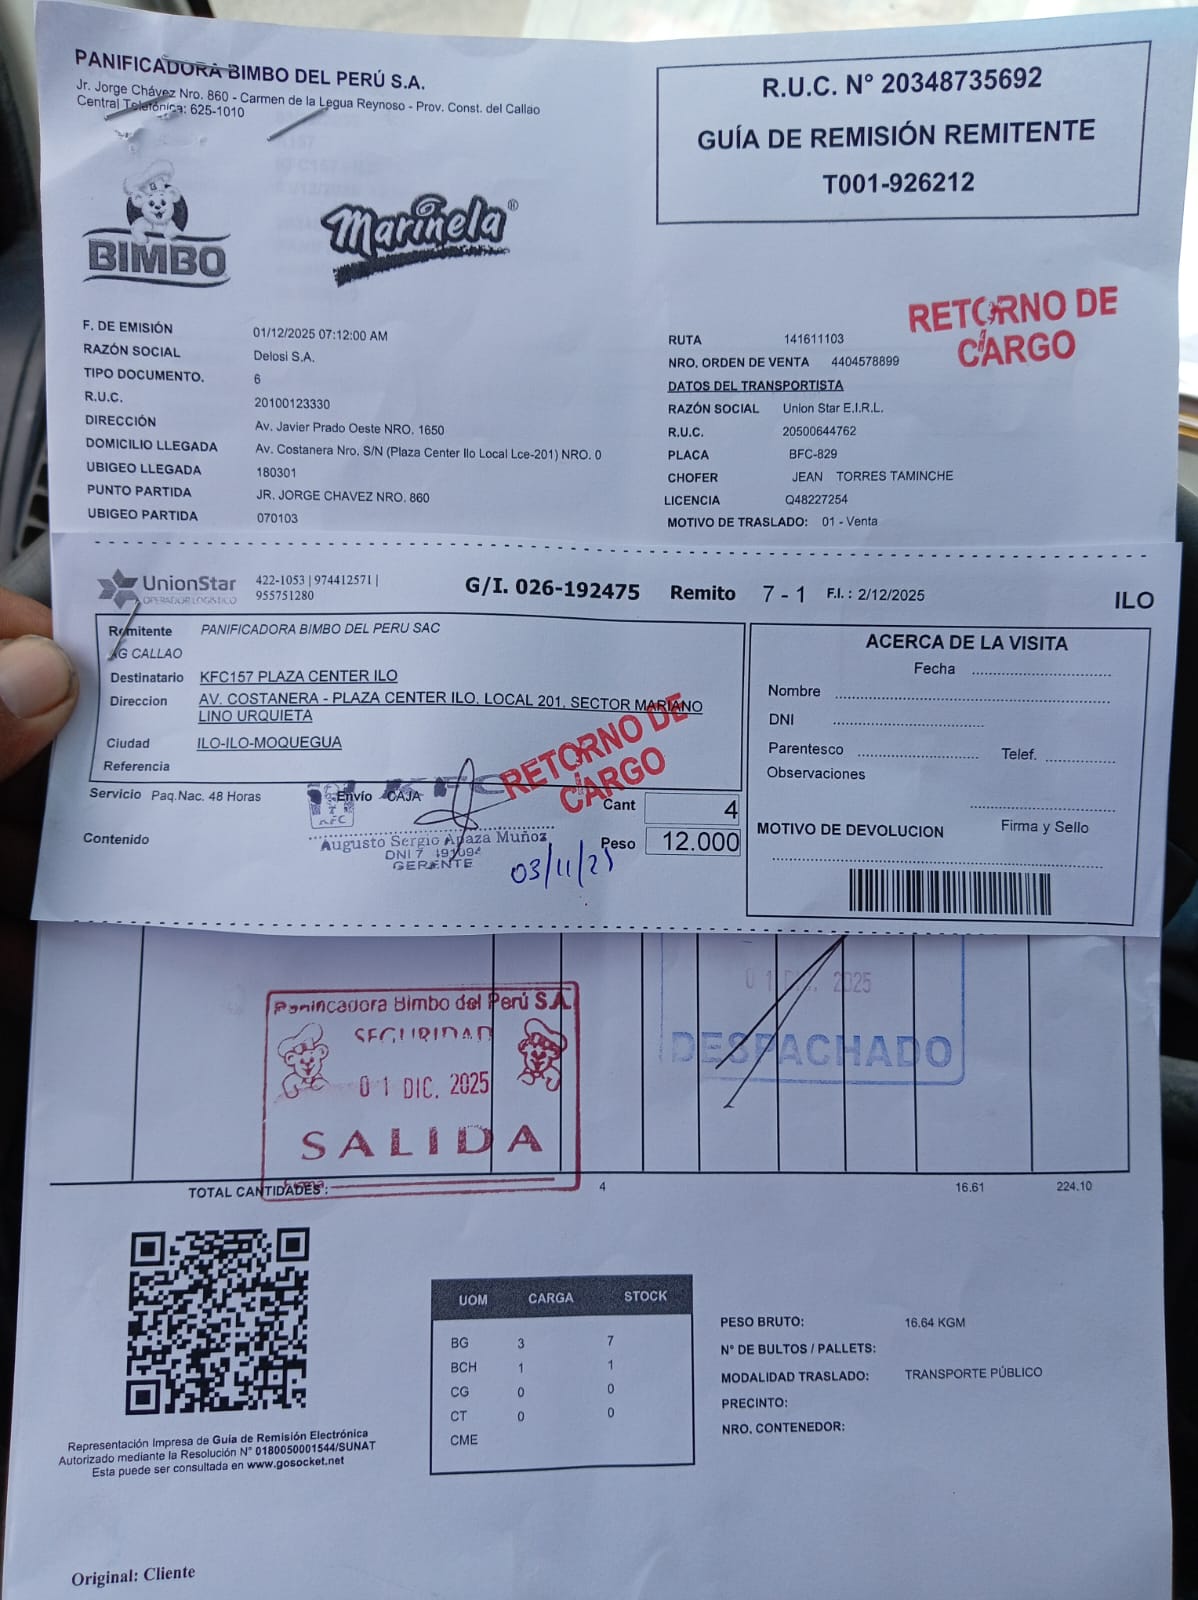 PANIFICADORA BIMBO DEL PERÚ S.A.
Jr. Jorge Chávez Nro. 860 - Carmen de la Legua Reynoso - Prov. Const. del Callao
Central Telefónica: 625-1010
BIMBO
Marinela®
R.U.C. N° 20348735692
GUÍA DE REMISIÓN REMITENTE
T001-926212
RETORNO DE
CARGO
F. DE EMISIÓN 01/12/2025 07:12:00 AM
RAZÓN SOCIAL Delosi S.A.
TIPO DOCUMENTO. 6
R.U.C. 20100123330
DIRECCIÓN Av. Javier Prado Oeste NRO. 1650
DOMICILIO LLEGADA Av. Costanera Nro. S/N (Plaza Center Ilo Local Lce-201) NRO. 0
UBIGEO LLEGADA 180301
PUNTO PARTIDA JR. JORGE CHAVEZ NRO. 860
UBIGEO PARTIDA 070103
RUTA 141611103
NRO. ORDEN DE VENTA 4404578899
DATOS DEL TRANSPORTISTA
RAZÓN SOCIAL Union Star E.I.R.L.
R.U.C. 20500644762
PLACA BFC-829
CHOFER JEAN TORRES TAMINCHE
LICENCIA Q48227254
MOTIVO DE TRASLADO: 01 - Venta
UnionStar
OPERADOR LOGISTICO
422-1053 | 974412571 |
955751280
G/I. 026-192475 Remito 7 - 1 F.I. : 2/12/2025 ILO
Remitente PANIFICADORA BIMBO DEL PERU SAC
AG CALLAO
Destinatario KFC157 PLAZA CENTER ILO
Direccion AV. COSTANERA - PLAZA CENTER ILO, LOCAL 201, SECTOR MARIANO
LINO URQUIETA
Ciudad ILO-ILO-MOQUEGUA
Referencia
RETORNO DE
CARGO
Servicio Paq.Nac. 48 Horas Envío CAJA Cant 4
KFC
Contenido Peso 12.000
Augusto Sergio Apaza Muñoz
GERENTE
03/11/25
ACERCA DE LA VISITA
Fecha
Nombre
DNI
Parentesco Telef.
Observaciones
Firma y Sello
MOTIVO DE DEVOLUCION
Panificadora Bimbo del Perú S.A.
SEGURIDAD
01 DIC. 2025
SALIDA
01 DIC. 2025
DESPACHADO
TOTAL CANTIDADES : 4 16.61 224.10
UOM CARGA STOCK
BG 3 7
BCH 1 1
CG 0 0
CT 0 0
CME
PESO BRUTO: 16.64 KGM
N° DE BULTOS / PALLETS:
MODALIDAD TRASLADO: TRANSPORTE PÚBLICO
PRECINTO:
NRO. CONTENEDOR:
Representación Impresa de Guía de Remisión Electrónica
Autorizado mediante la Resolución N° 0180050001544/SUNAT
Esta puede ser consultada en www.gosocket.net
Original: Cliente